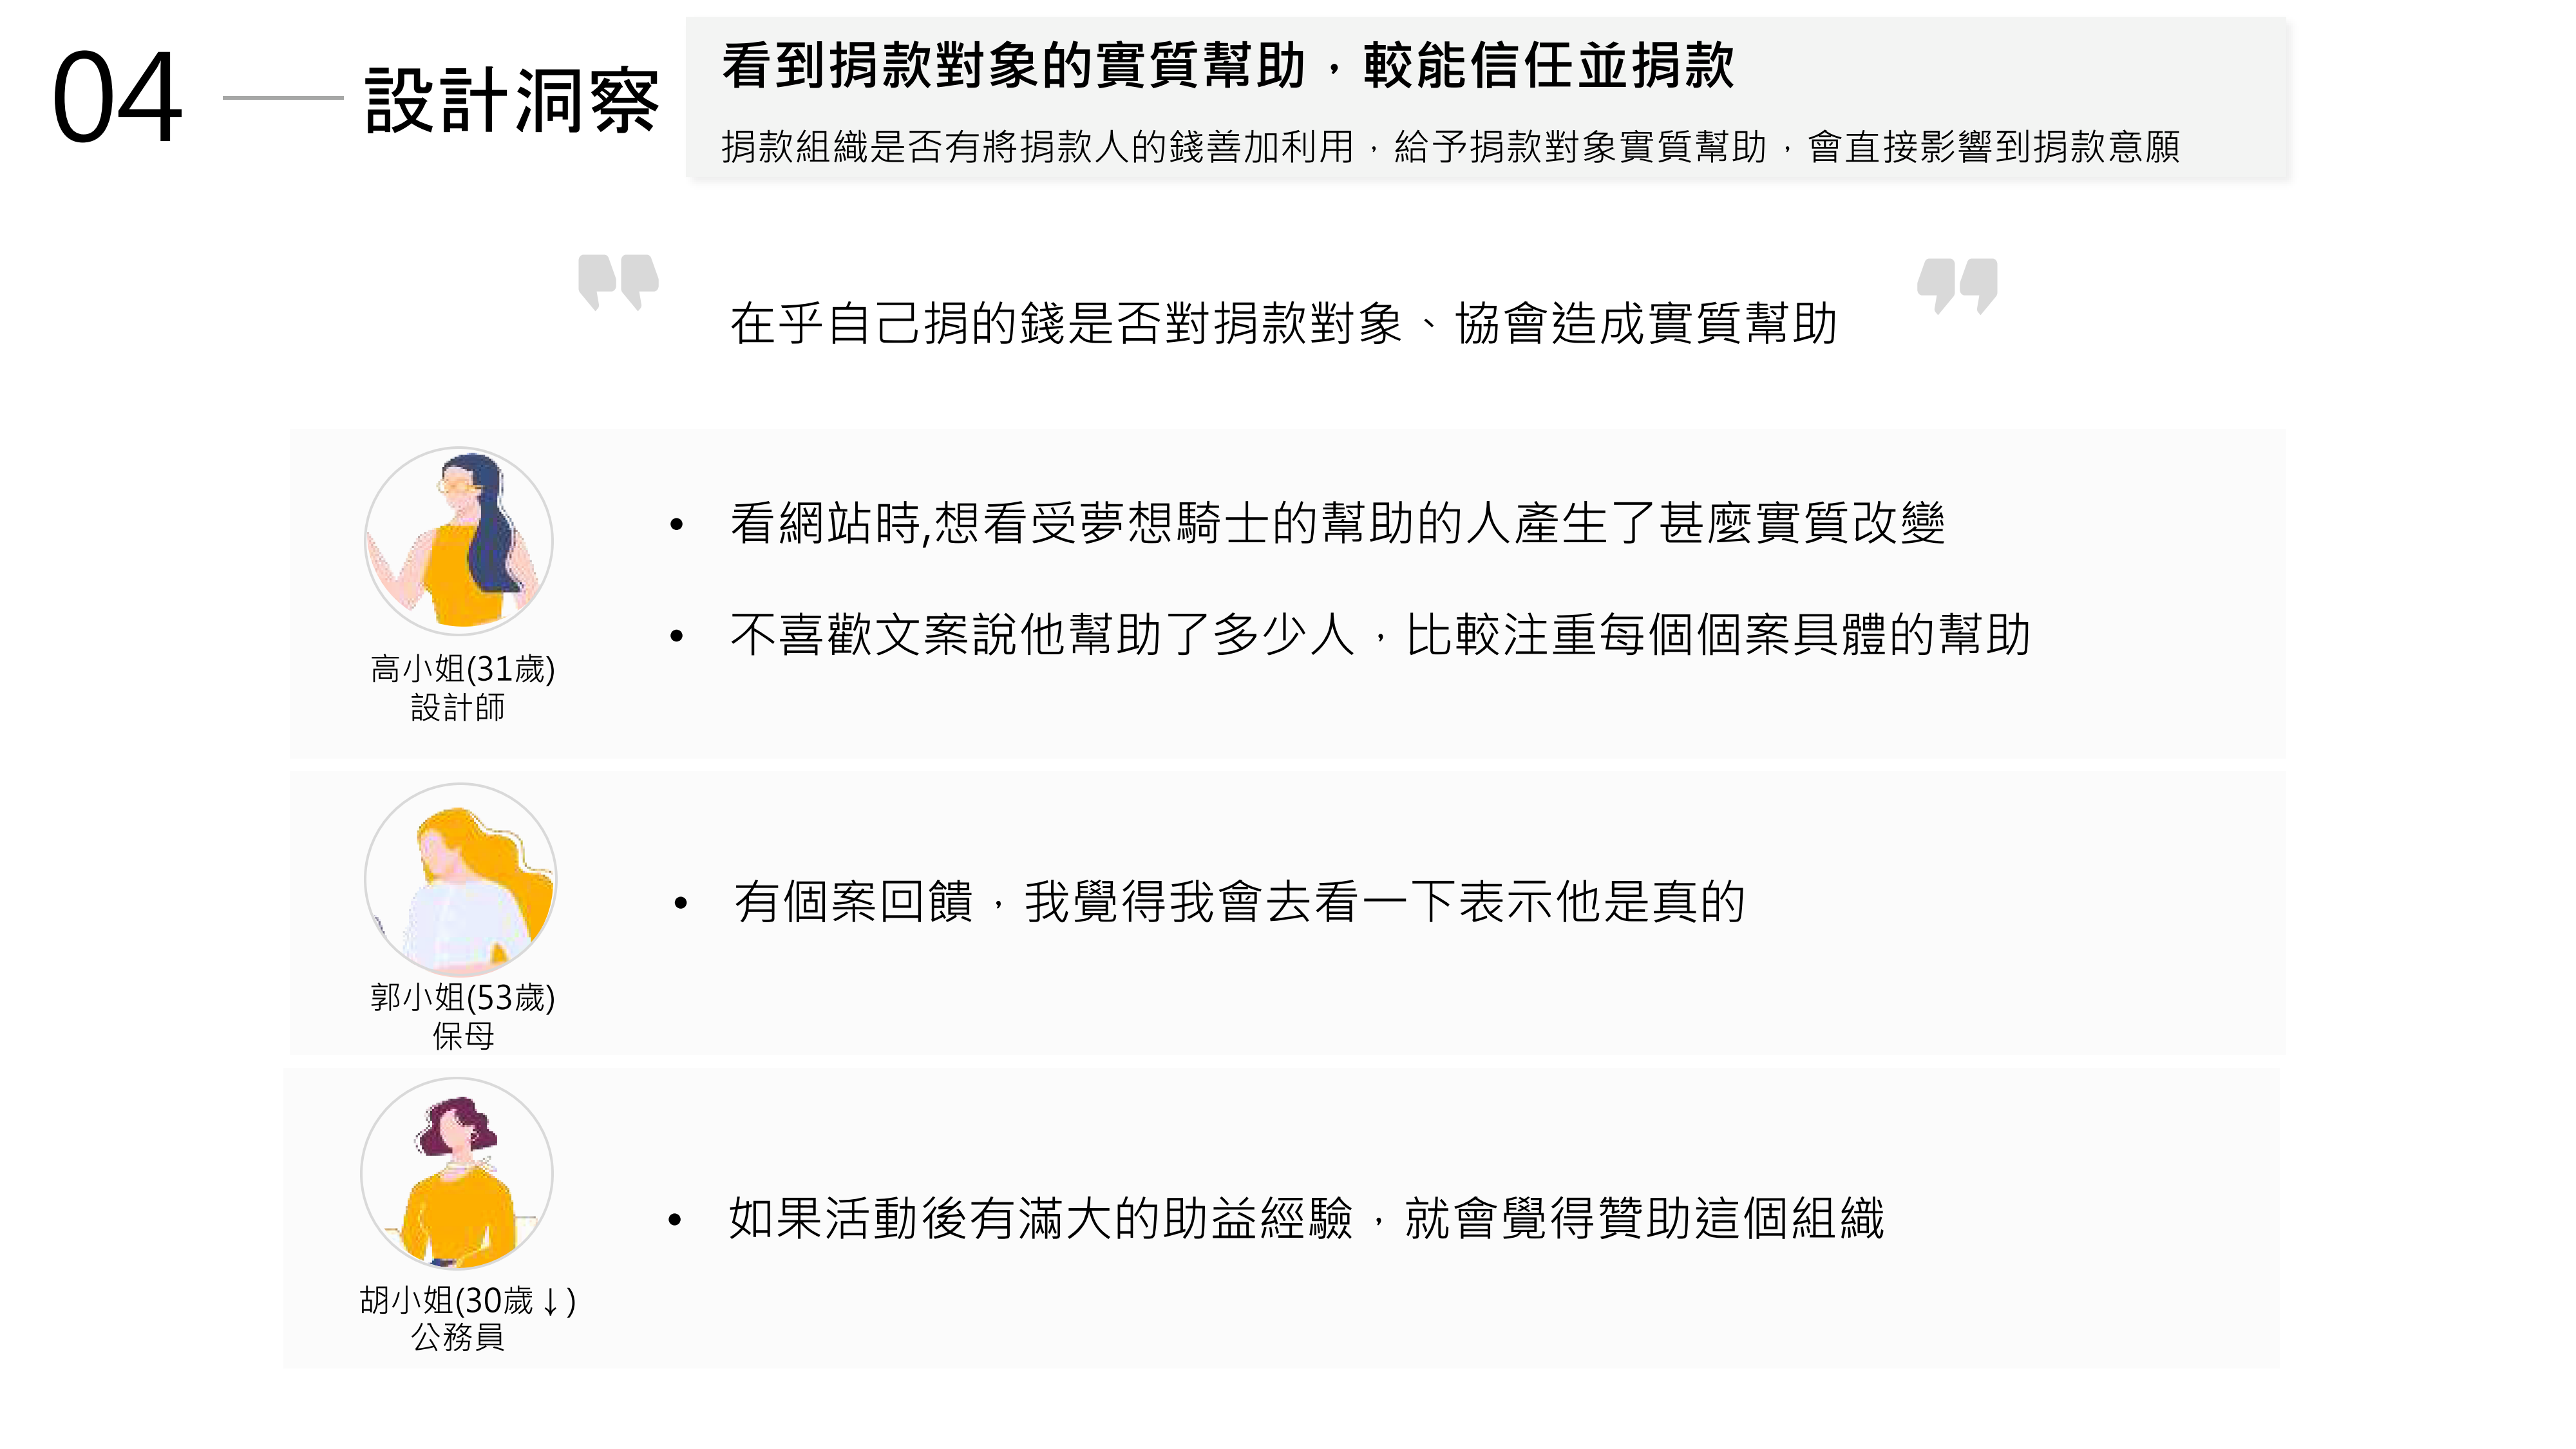 04
設計洞察
看到捐款對象的實質幫助，較能信任並捐款
捐款組織是否有將捐款人的錢善加利用，給予捐款對象實質幫助，會直接影響到捐款意願
在乎自己捐的錢是否對捐款對象、協會造成實質幫助
• 看網站時,想看受夢想騎士的幫助的人產生了甚麼實質改變
• 不喜歡文案說他幫助了多少人，比較注重每個個案具體的幫助
高小姐(31歲)
設計師
• 有個案回饋，我覺得我會去看一下表示他是真的
郭小姐(53歲)
保母
• 如果活動後有滿大的助益經驗，就會覺得贊助這個組織
胡小姐(30歲↓)
公務員